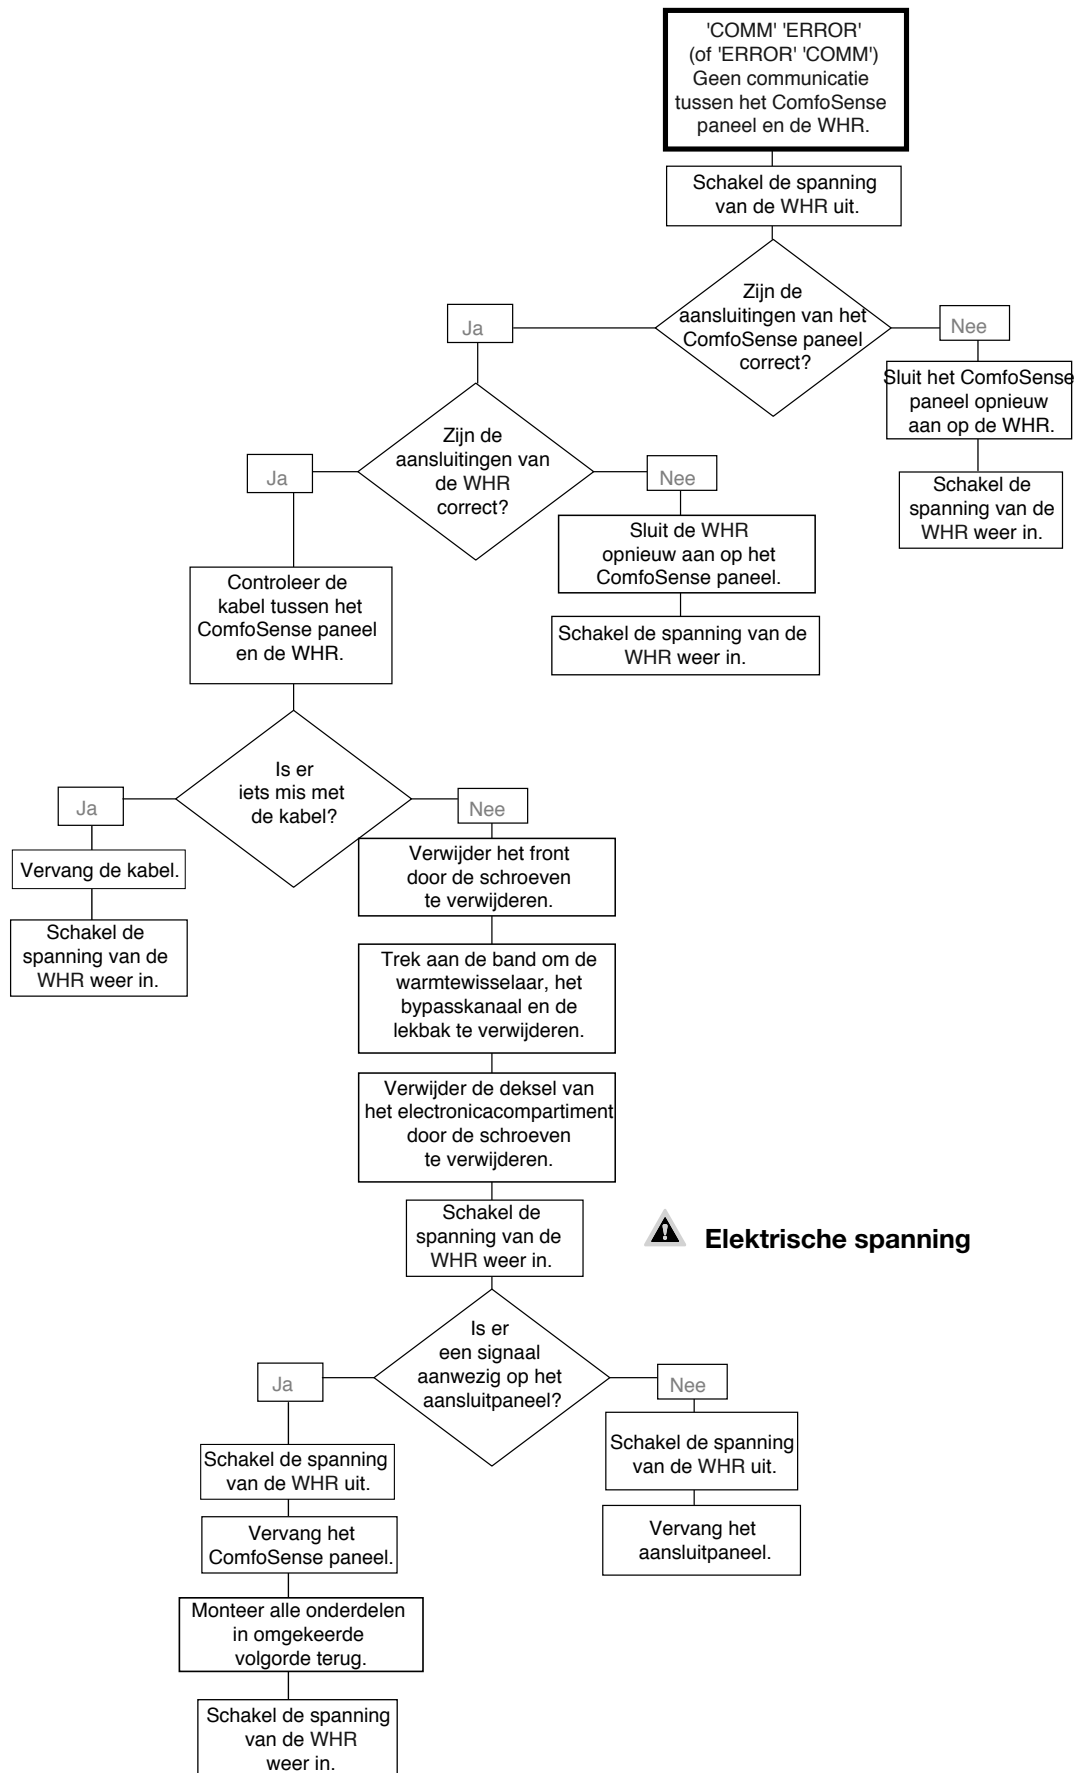 'COMM' 'ERROR'
(of 'ERROR' 'COMM')
Geen communicatie
tussen het ComfoSense
paneel en de WHR.
Schakel de spanning
van de WHR uit.
Zijn de
aansluitingen van het
ComfoSense paneel
correct?
Ja
Nee
Sluit het ComfoSense
paneel opnieuw
aan op de WHR.
Schakel de
spanning van de
WHR weer in.
Zijn de
aansluitingen van
de WHR
correct?
Ja
Nee
Sluit de WHR
opnieuw aan op het
ComfoSense paneel.
Schakel de spanning van de
WHR weer in.
Controleer de
kabel tussen het
ComfoSense paneel
en de WHR.
Is er
iets mis met
de kabel?
Ja
Nee
Vervang de kabel.
Schakel de
spanning van de
WHR weer in.
Verwijder het front
door de schroeven
te verwijderen.
Trek aan de band om de
warmtewisselaar, het
bypasskanaal en de
lekbak te verwijderen.
Verwijder de deksel van
het electronicacompartiment
door de schroeven
te verwijderen.
Schakel de
spanning van de
WHR weer in.
Elektrische spanning
Is er
een signaal
aanwezig op het
aansluitpaneel?
Ja
Nee
Schakel de spanning
van de WHR uit.
Vervang het
ComfoSense paneel.
Monteer alle onderdelen
in omgekeerde
volgorde terug.
Schakel de spanning
van de WHR
weer in.
Schakel de spanning
van de WHR uit.
Vervang het
aansluitpaneel.